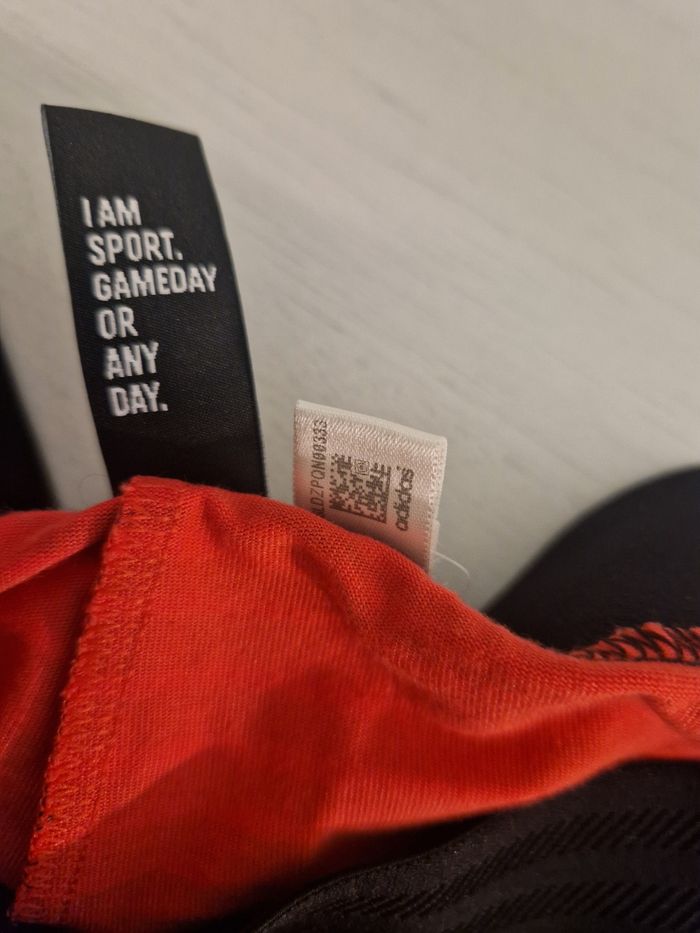 I AM
SPORT.
GAMEDAY
OR
ANY
DAY.
adidas